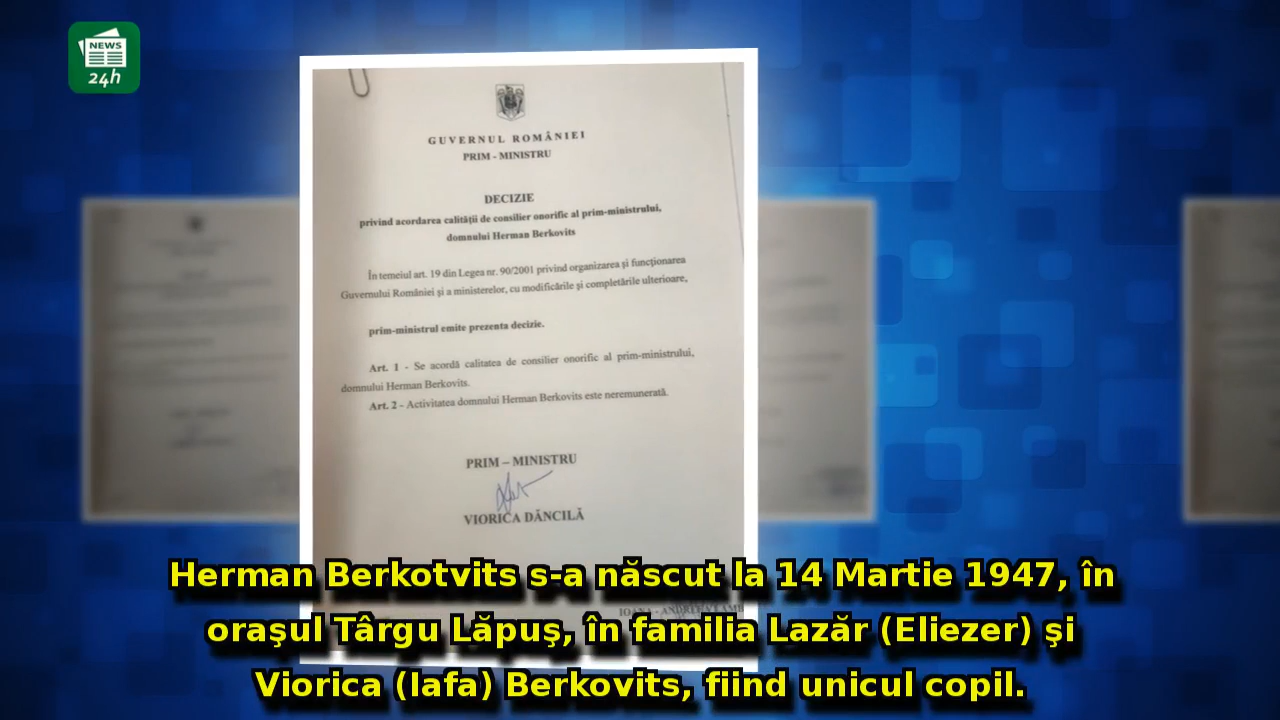 NEWS
24h
GUVERNUL ROMÂNIEI
PRIM - MINISTRU
DECIZIE
privind acordarea calității de consilier onorific al prim-ministrului,
domnului Herman Berkovits
În temeiul art. 19 din Legea nr. 90/2001 privind organizarea și funcționarea
Guvernului României și a ministerelor, cu modificările și completările ulterioare,
prim-ministrul emite prezenta decizie.
Art. 1 - Se acordă calitatea de consilier onorific al prim-ministrului,
domnului Herman Berkovits.
Art. 2 – Activitatea domnului Herman Berkovits este neremunerată.
PRIM – MINISTRU
VIORICA DĂNCILĂ
Herman Berkotvits s-a născut la 14 Martie 1947, în
oraşul Târgu Lăpuş, în familia Lazăr (Eliezer) şi
Viorica (Iafa) Berkovits, fiind unicul copil.